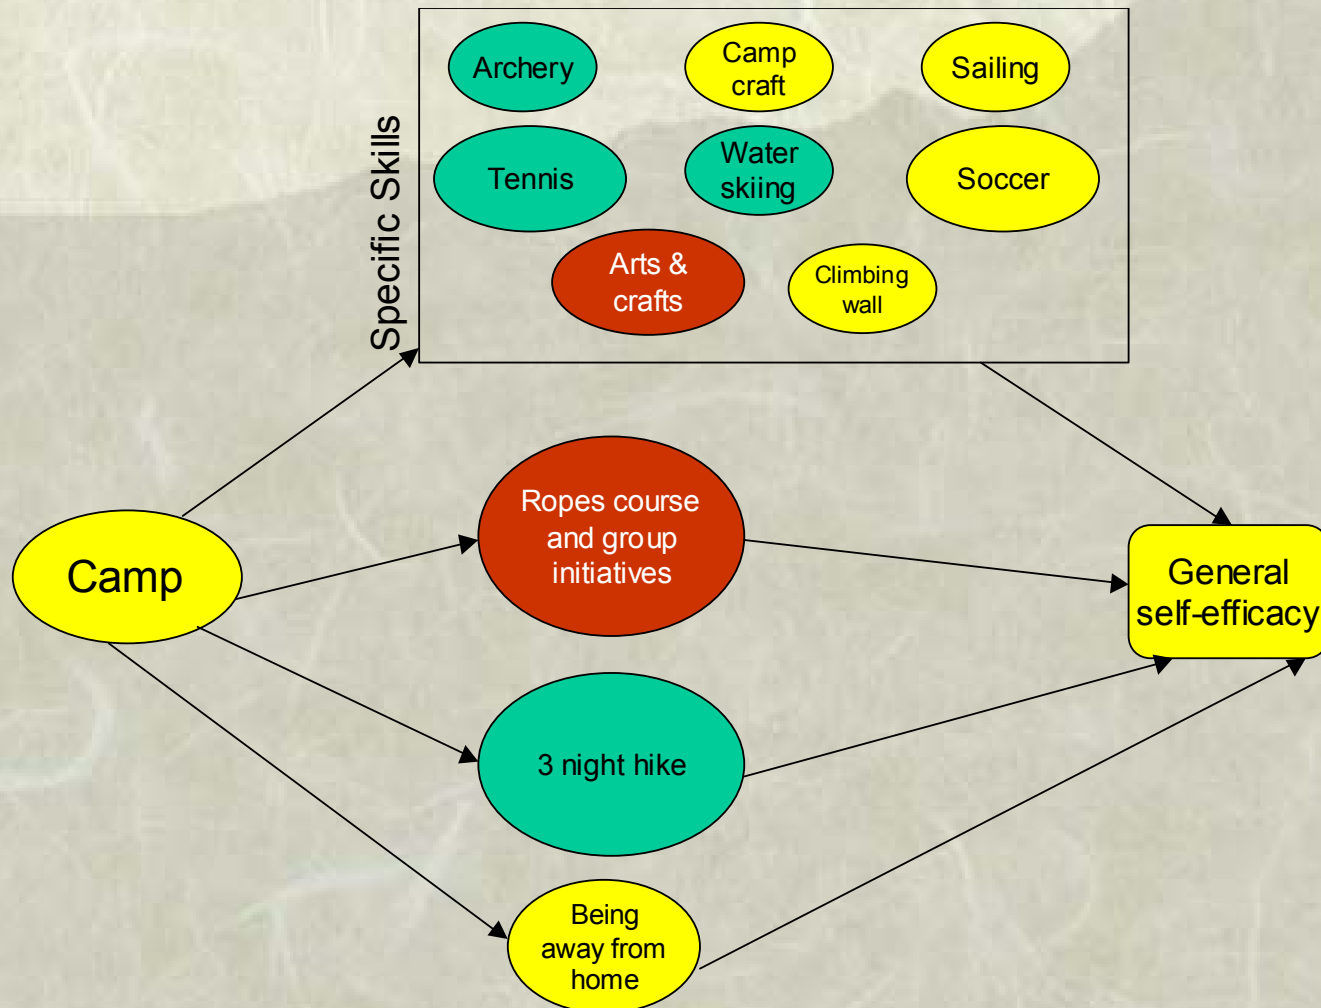 Specific Skills
Archery
Camp
craft
Sailing
Tennis
Water
skiing
Soccer
Arts &
crafts
Climbing
wall
Ropes course
and group
initiatives
Camp
General
self-efficacy
3 night hike
Being
away from
home